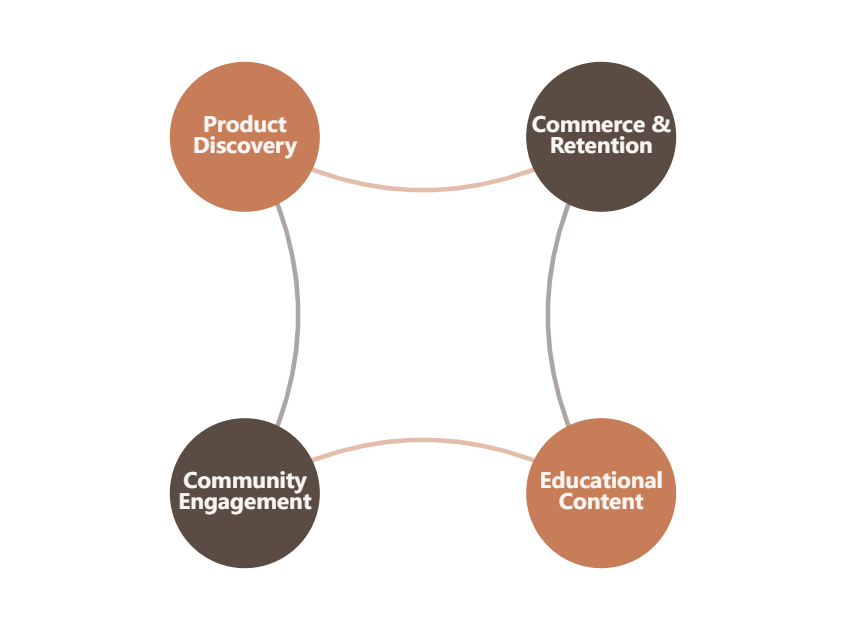 Product
Discovery
Commerce &
Retention
Community
Engagement
Educational
Content